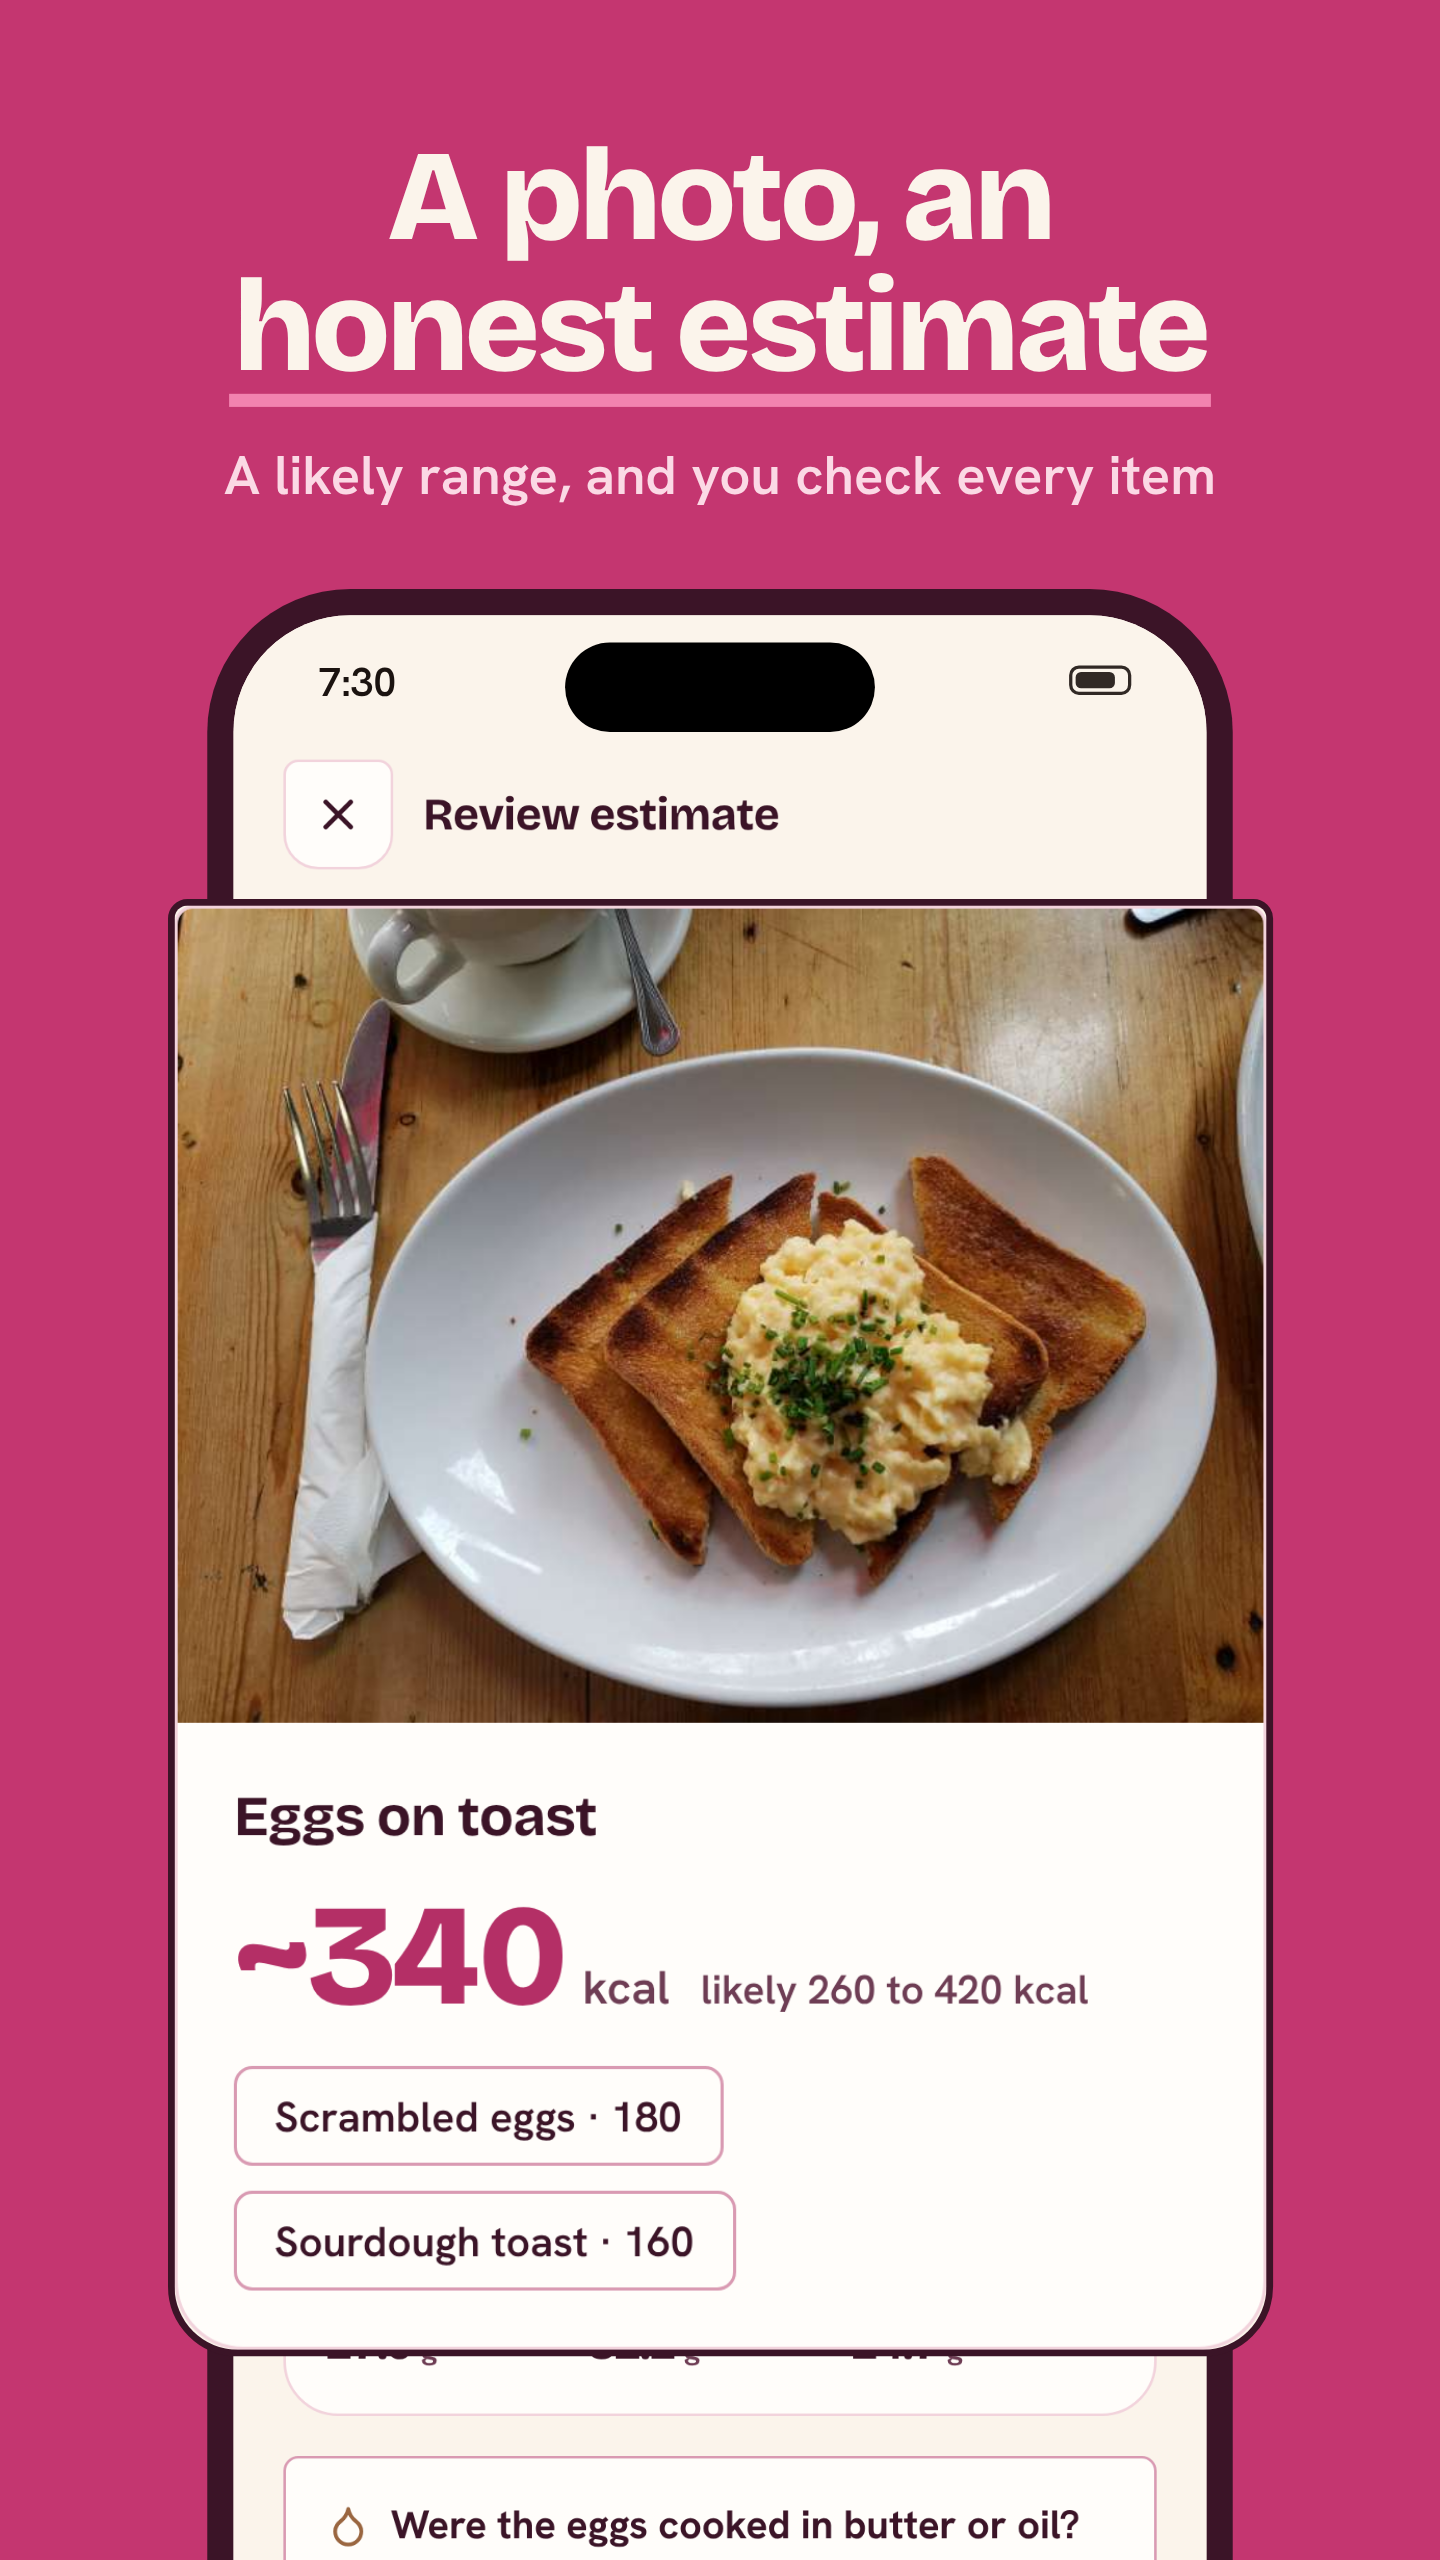 A photo, an
honest estimate
A likely range, and you check every item
7:30
Review estimate
Eggs on toast
~340 kcal likely 260 to 420 kcal
Scrambled eggs · 180
Sourdough toast · 160
g g g
Were the eggs cooked in butter or oil?